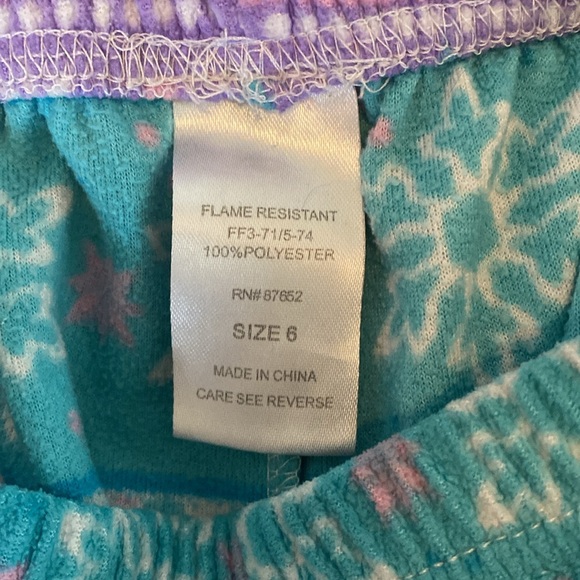 FLAME RESISTANT
FF3-71/5-74
100%POLYESTER
RN# 87652
SIZE 6
MADE IN CHINA
CARE SEE REVERSE